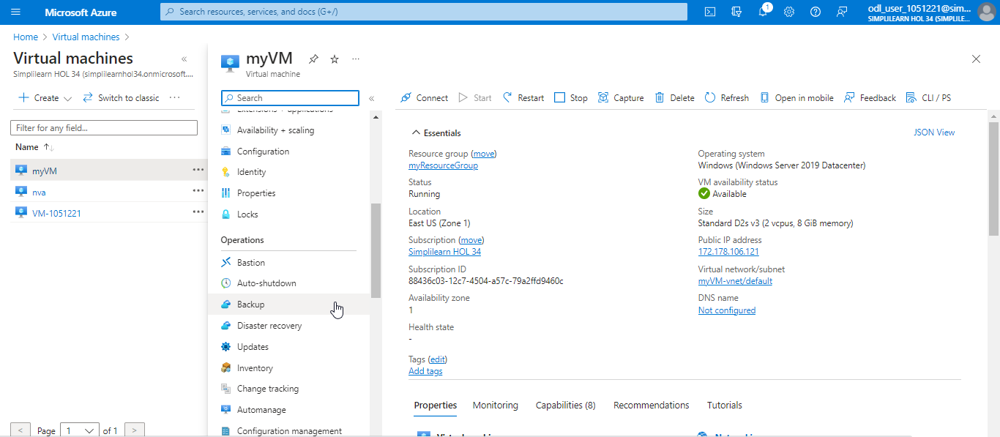 Microsoft Azure
Search resources, services, and docs (G+/)
1
odl_user_1051221@sim...
SIMPLILEARN HOL 34 (SIMPLILE...
Home > Virtual machines >
Virtual machines
Simplilearn HOL 34 (simplilearnhol34.onmicrosoft....
Create
Switch to classic
Filter for any field...
Name
myVM
nva
VM-1051221
< Page 1 of 1 >
myVM
Virtual machine
Search
Extensions + applications
Availability + scaling
Configuration
Identity
Properties
Locks
Operations
Bastion
Auto-shutdown
Backup
Disaster recovery
Updates
Inventory
Change tracking
Automanage
Configuration management
Connect Start Restart Stop Capture Delete Refresh Open in mobile Feedback CLI / PS
Essentials
JSON View
Resource group (move)
myResourceGroup
Status
Running
Location
East US (Zone 1)
Subscription (move)
Simplilearn HOL 34
Subscription ID
88436c03-12c7-4504-a57c-79a2ffd9460c
Availability zone
1
Health state
-
Tags (edit)
Add tags
Operating system
Windows (Windows Server 2019 Datacenter)
VM availability status
Available
Size
Standard D2s v3 (2 vcpus, 8 GiB memory)
Public IP address
172.178.106.121
Virtual network/subnet
myVM-vnet/default
DNS name
Not configured
Properties Monitoring Capabilities (8) Recommendations Tutorials